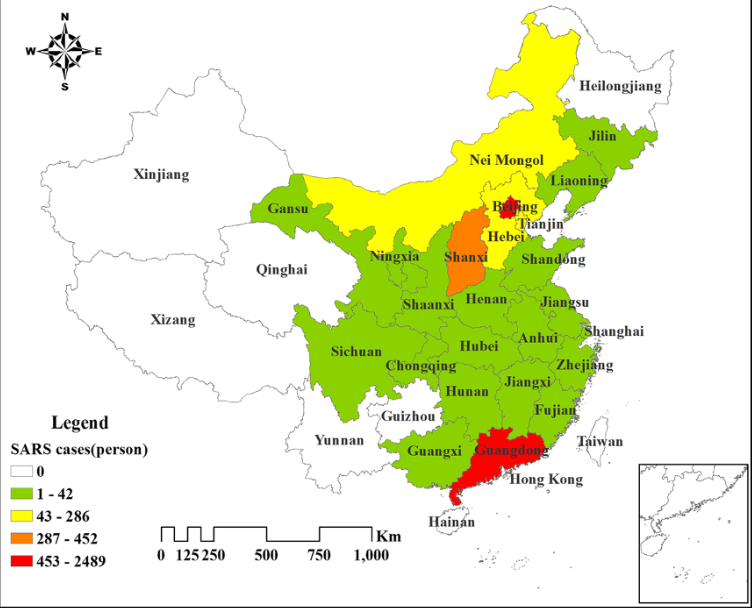 N
W E
S
Heilongjiang
Jilin
Nei Mongol
Liaoning
Xinjiang
Beijing
Gansu
Tianjin
Hebei
Ningxia
Shanxi
Shandong
Qinghai
Shaanxi
Henan
Jiangsu
Xizang
Shanghai
Anhui
Hubei
Sichuan
Zhejiang
Chongqing
Jiangxi
Hunan
Fujian
Guizhou
Yunnan
Taiwan
Guangxi
Guangdong
Hong Kong
Hainan
Legend
SARS cases(person)
0
1 - 42
43 - 286
287 - 452
453 - 2489
Km
0 125 250 500 750 1,000